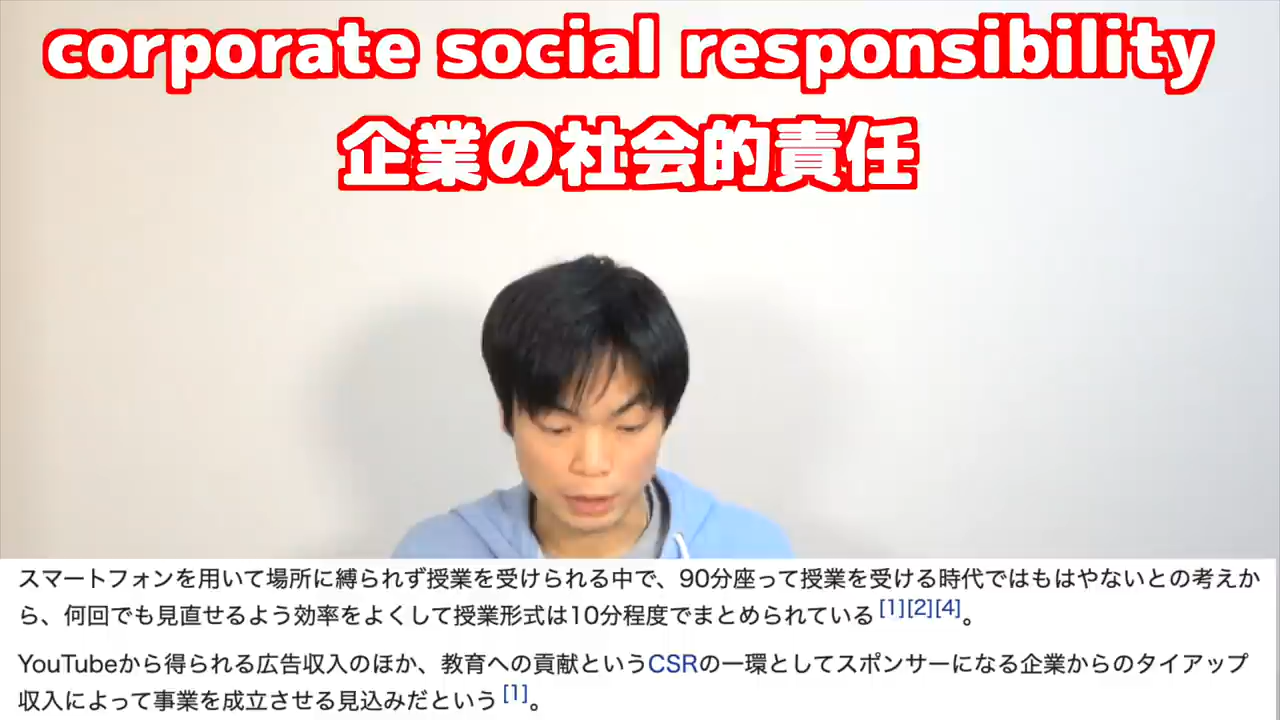 corporate social responsibility
企業の社会的責任
スマートフォンを用いて場所に縛られず授業を受けられる中で、90分座って授業を受ける時代ではもはやないとの考えか
ら、何回でも見直せるよう効率をよくして授業形式は10分程度でまとめられている[1][2][4]。
YouTubeから得られる広告収入のほか、教育への貢献というCSRの一環としてスポンサーになる企業からのタイアップ
収入によって事業を成立させる見込みだという[1]。